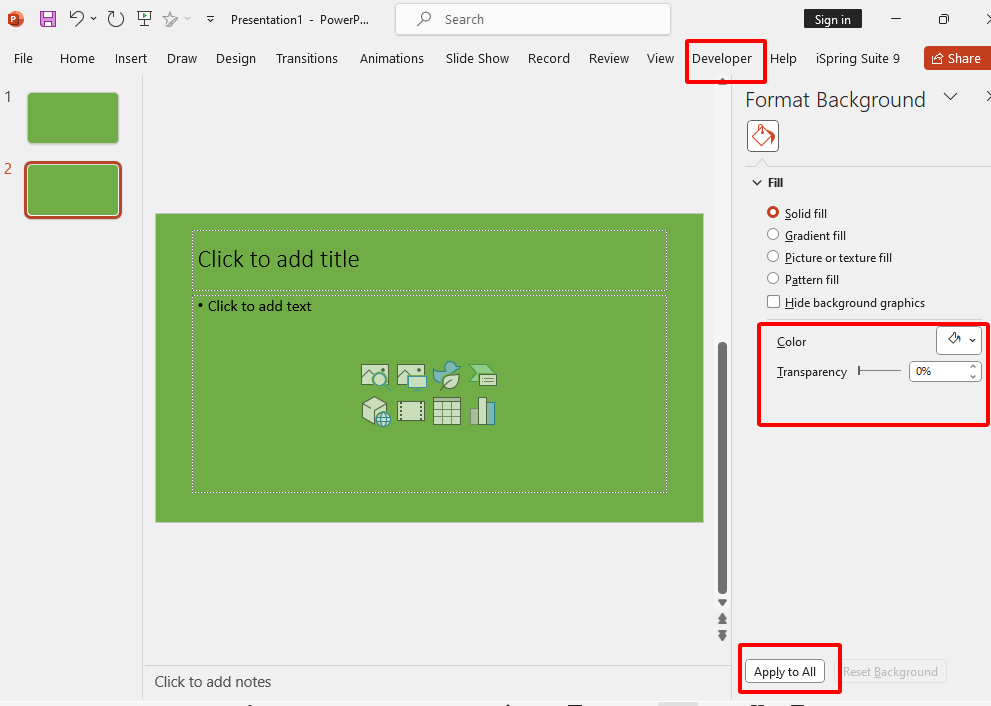 Presentation1 - PowerP...
Search
Sign in
File Home Insert Draw Design Transitions Animations Slide Show Record Review View Developer Help iSpring Suite 9 Share
1
2
Click to add title
• Click to add text
Click to add notes
Format Background
Fill
Solid fill
Gradient fill
Picture or texture fill
Pattern fill
Hide background graphics
Color
Transparency 0%
Apply to All Reset Background